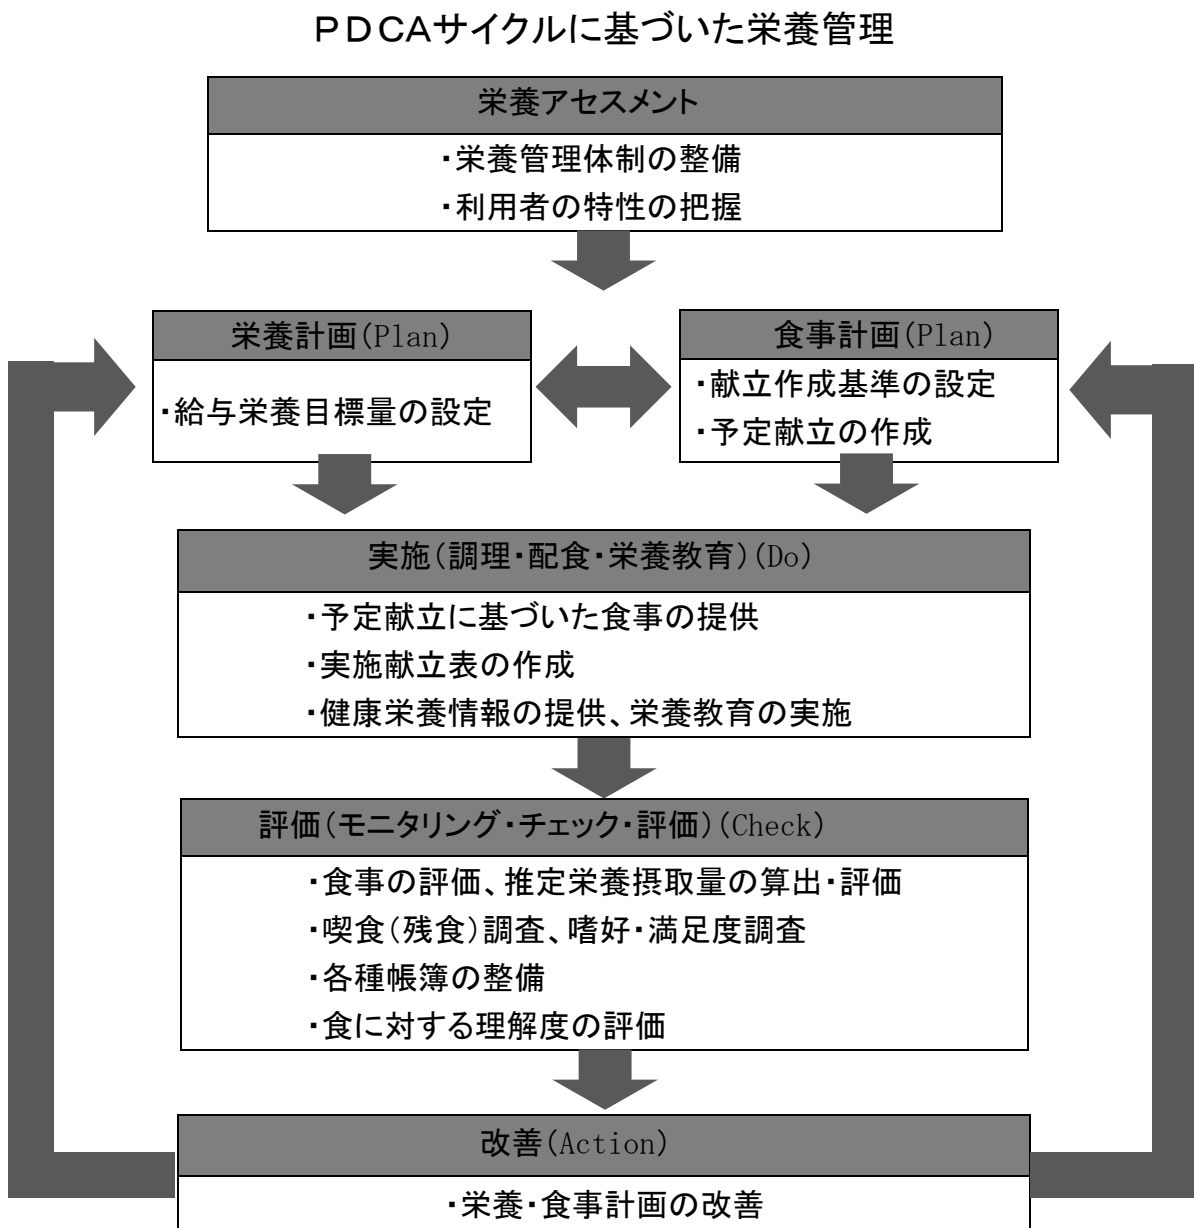 PDCAサイクルに基づいた栄養管理
栄養アセスメント
・栄養管理体制の整備
・利用者の特性の把握
栄養計画(Plan)
・給与栄養目標量の設定
食事計画(Plan)
・献立作成基準の設定
・予定献立の作成
実施(調理・配食・栄養教育)(Do)
・予定献立に基づいた食事の提供
・実施献立表の作成
・健康栄養情報の提供、栄養教育の実施
評価(モニタリング・チェック・評価)(Check)
・食事の評価、推定栄養摂取量の算出・評価
・喫食(残食)調査、嗜好・満足度調査
・各種帳簿の整備
・食に対する理解度の評価
改善(Action)
・栄養・食事計画の改善